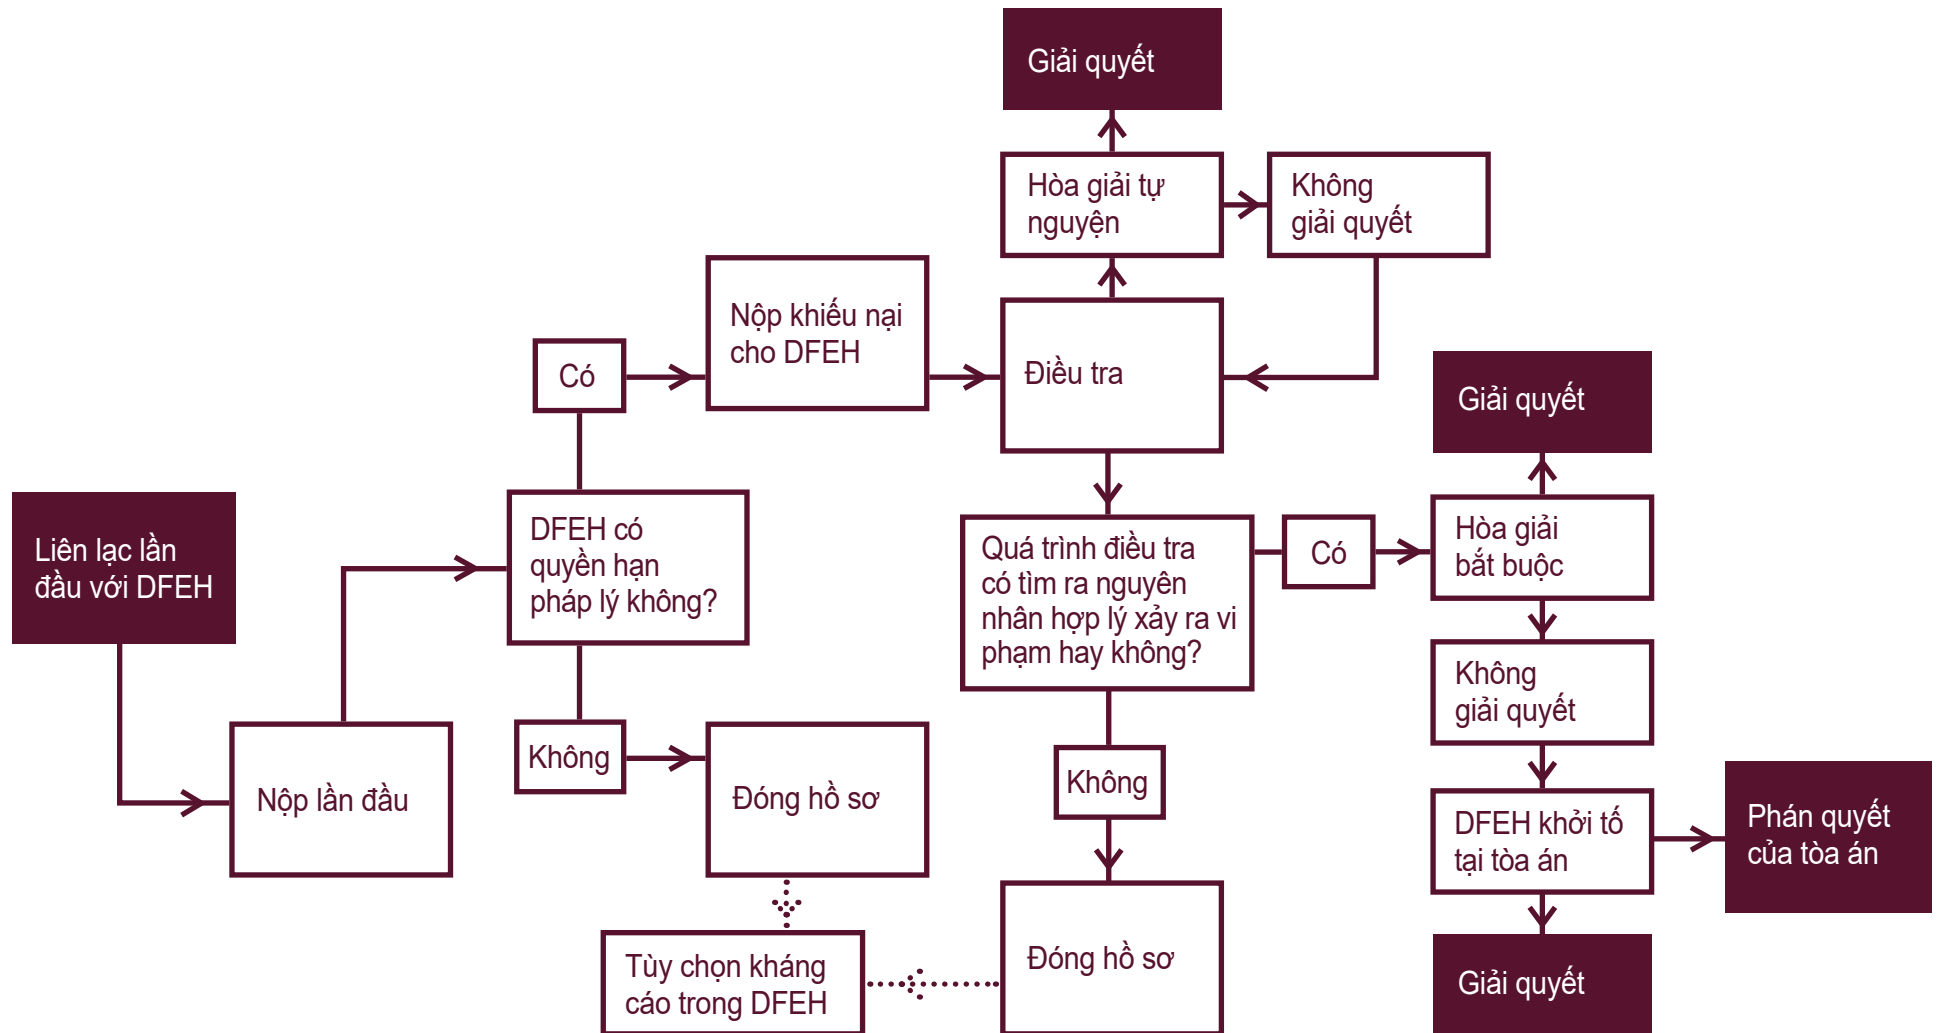 Liên lạc lần
đầu với DFEH
Nộp lần đầu
DFEH có
quyền hạn
pháp lý không?
Có
Nộp khiếu nại
cho DFEH
Không
Đóng hồ sơ
Tùy chọn kháng
cáo trong DFEH
Giải quyết
Hòa giải tự
nguyện
Không
giải quyết
Điều tra
Quá trình điều tra
có tìm ra nguyên
nhân hợp lý xảy ra vi
phạm hay không?
Không
Đóng hồ sơ
Có
Giải quyết
Hòa giải
bắt buộc
Không
giải quyết
DFEH khởi tố
tại tòa án
Phán quyết
của tòa án
Giải quyết